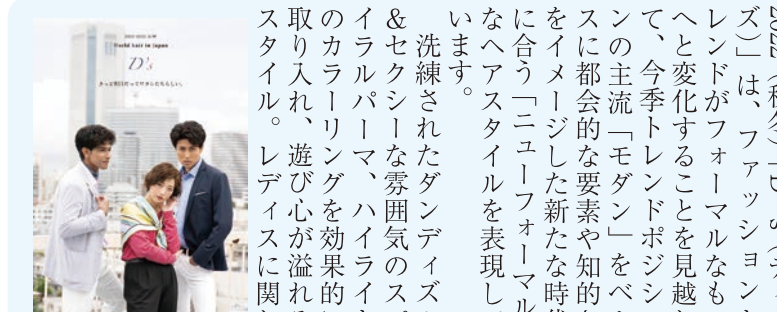 ズ）」は、ファッション
レンドがフォーマルなも
へと変化することを見越
て、今季トレンドポジシ
ンの主流「モダン」をベ
スに都会的な要素や知的
をイメージした新たな時代
に合う「ニューフォーマル
なヘアスタイルを表現し
います。
洗練されたダンディズ
＆セクシーな雰囲気のス
イラルパーマ、ハイライ
のカラーリングを効果的
取り入れ、遊び心が溢れ
スタイル。レディスに関
D's